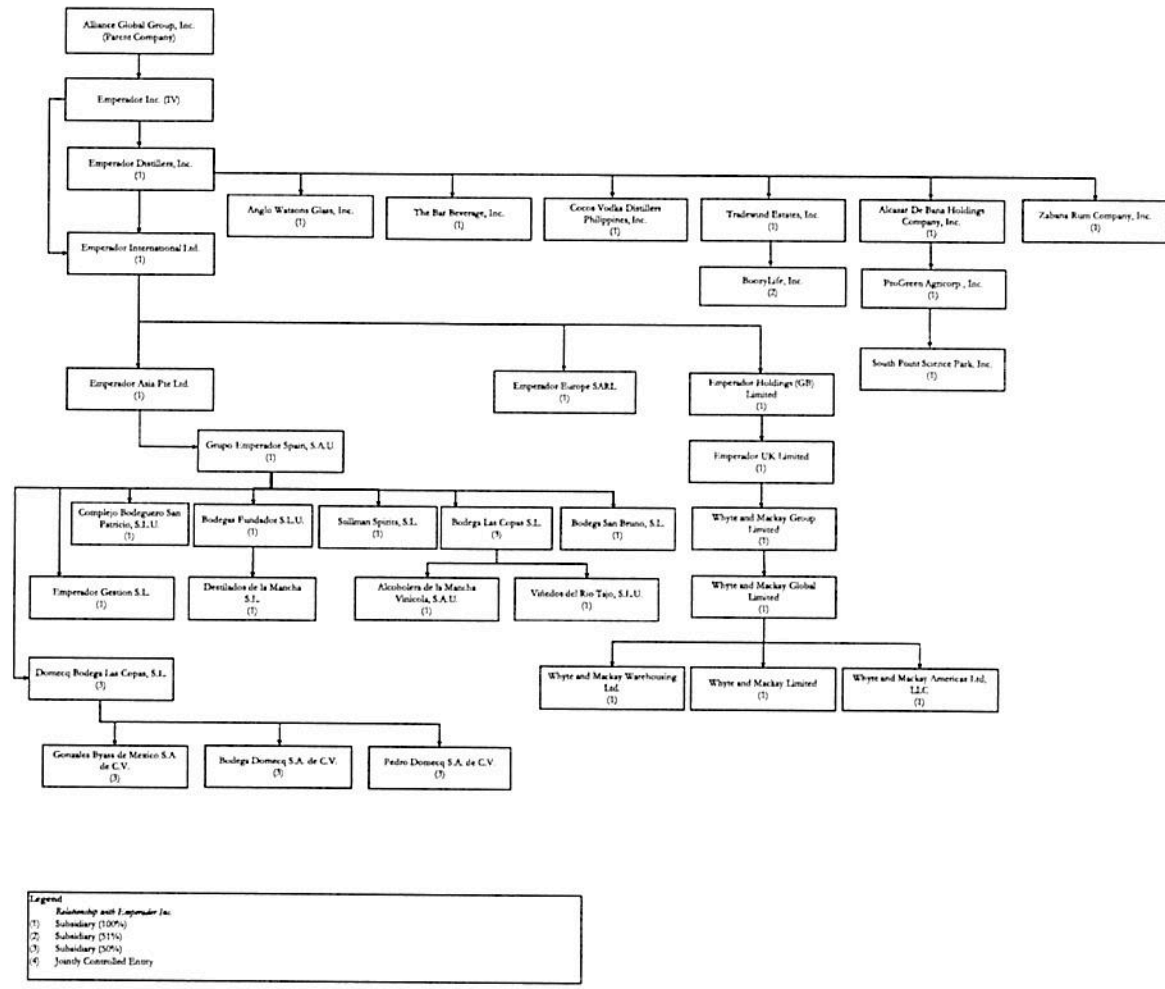 Alliance Global Group, Inc.
(Parent Company)
Emperador Inc. (IV)
Emperador Distillers, Inc.
(1)
Anglo Watsons Glass, Inc.
(1)
The Bar Beverage, Inc.
(1)
Cocos Vodka Distillers
Philippines, Inc.
(1)
Tradewind Estates, Inc.
(1)
Alcazar De Bana Holdings
Company, Inc.
(1)
Zabana Rum Company, Inc.
(1)
Emperador International Ltd.
(1)
BoozyLife, Inc.
(2)
ProGreen Agricorp., Inc.
(1)
South Point Science Park, Inc.
(1)
Emperador Asia Pte Ltd.
(1)
Emperador Europe SARL
(1)
Emperador Holdings (GB)
Limited
(1)
Grupo Emperador Spain, S.A.U.
(1)
Emperador UK Limited
(1)
Complejo Bodeguero San
Patricio, S.L.U.
(1)
Bodegas Fundador S.L.U.
(1)
Stillman Spirits, S.L.
(1)
Bodega Las Copas S.L.
(3)
Bodega San Bruno, S.L.
(1)
Whyte and Mackay Group
Limited
(1)
Emperador Gestion S.L.
(1)
Destilados de la Mancha
S.L.
(1)
Alcoholera de la Mancha
Vinicola, S.A.U.
(1)
Viñedos del Rio Tajo, S.L.U.
(1)
Whyte and Mackay Global
Limited
(1)
Domecq Bodega Las Copas, S.L.
(3)
Whyte and Mackay Warehousing
Ltd.
(1)
Whyte and Mackay Limited
(1)
Whyte and Mackay Americas Ltd,
LLC
(1)
Gonzales Byass de Mexico S.A.
de C.V.
(3)
Bodega Domecq S.A. de C.V.
(3)
Pedro Domecq S.A. de C.V.
(3)
Legend
Relationship with Emperador Inc.
(1) Subsidiary (100%)
(2) Subsidiary (51%)
(3) Subsidiary (50%)
(4) Jointly Controlled Entity